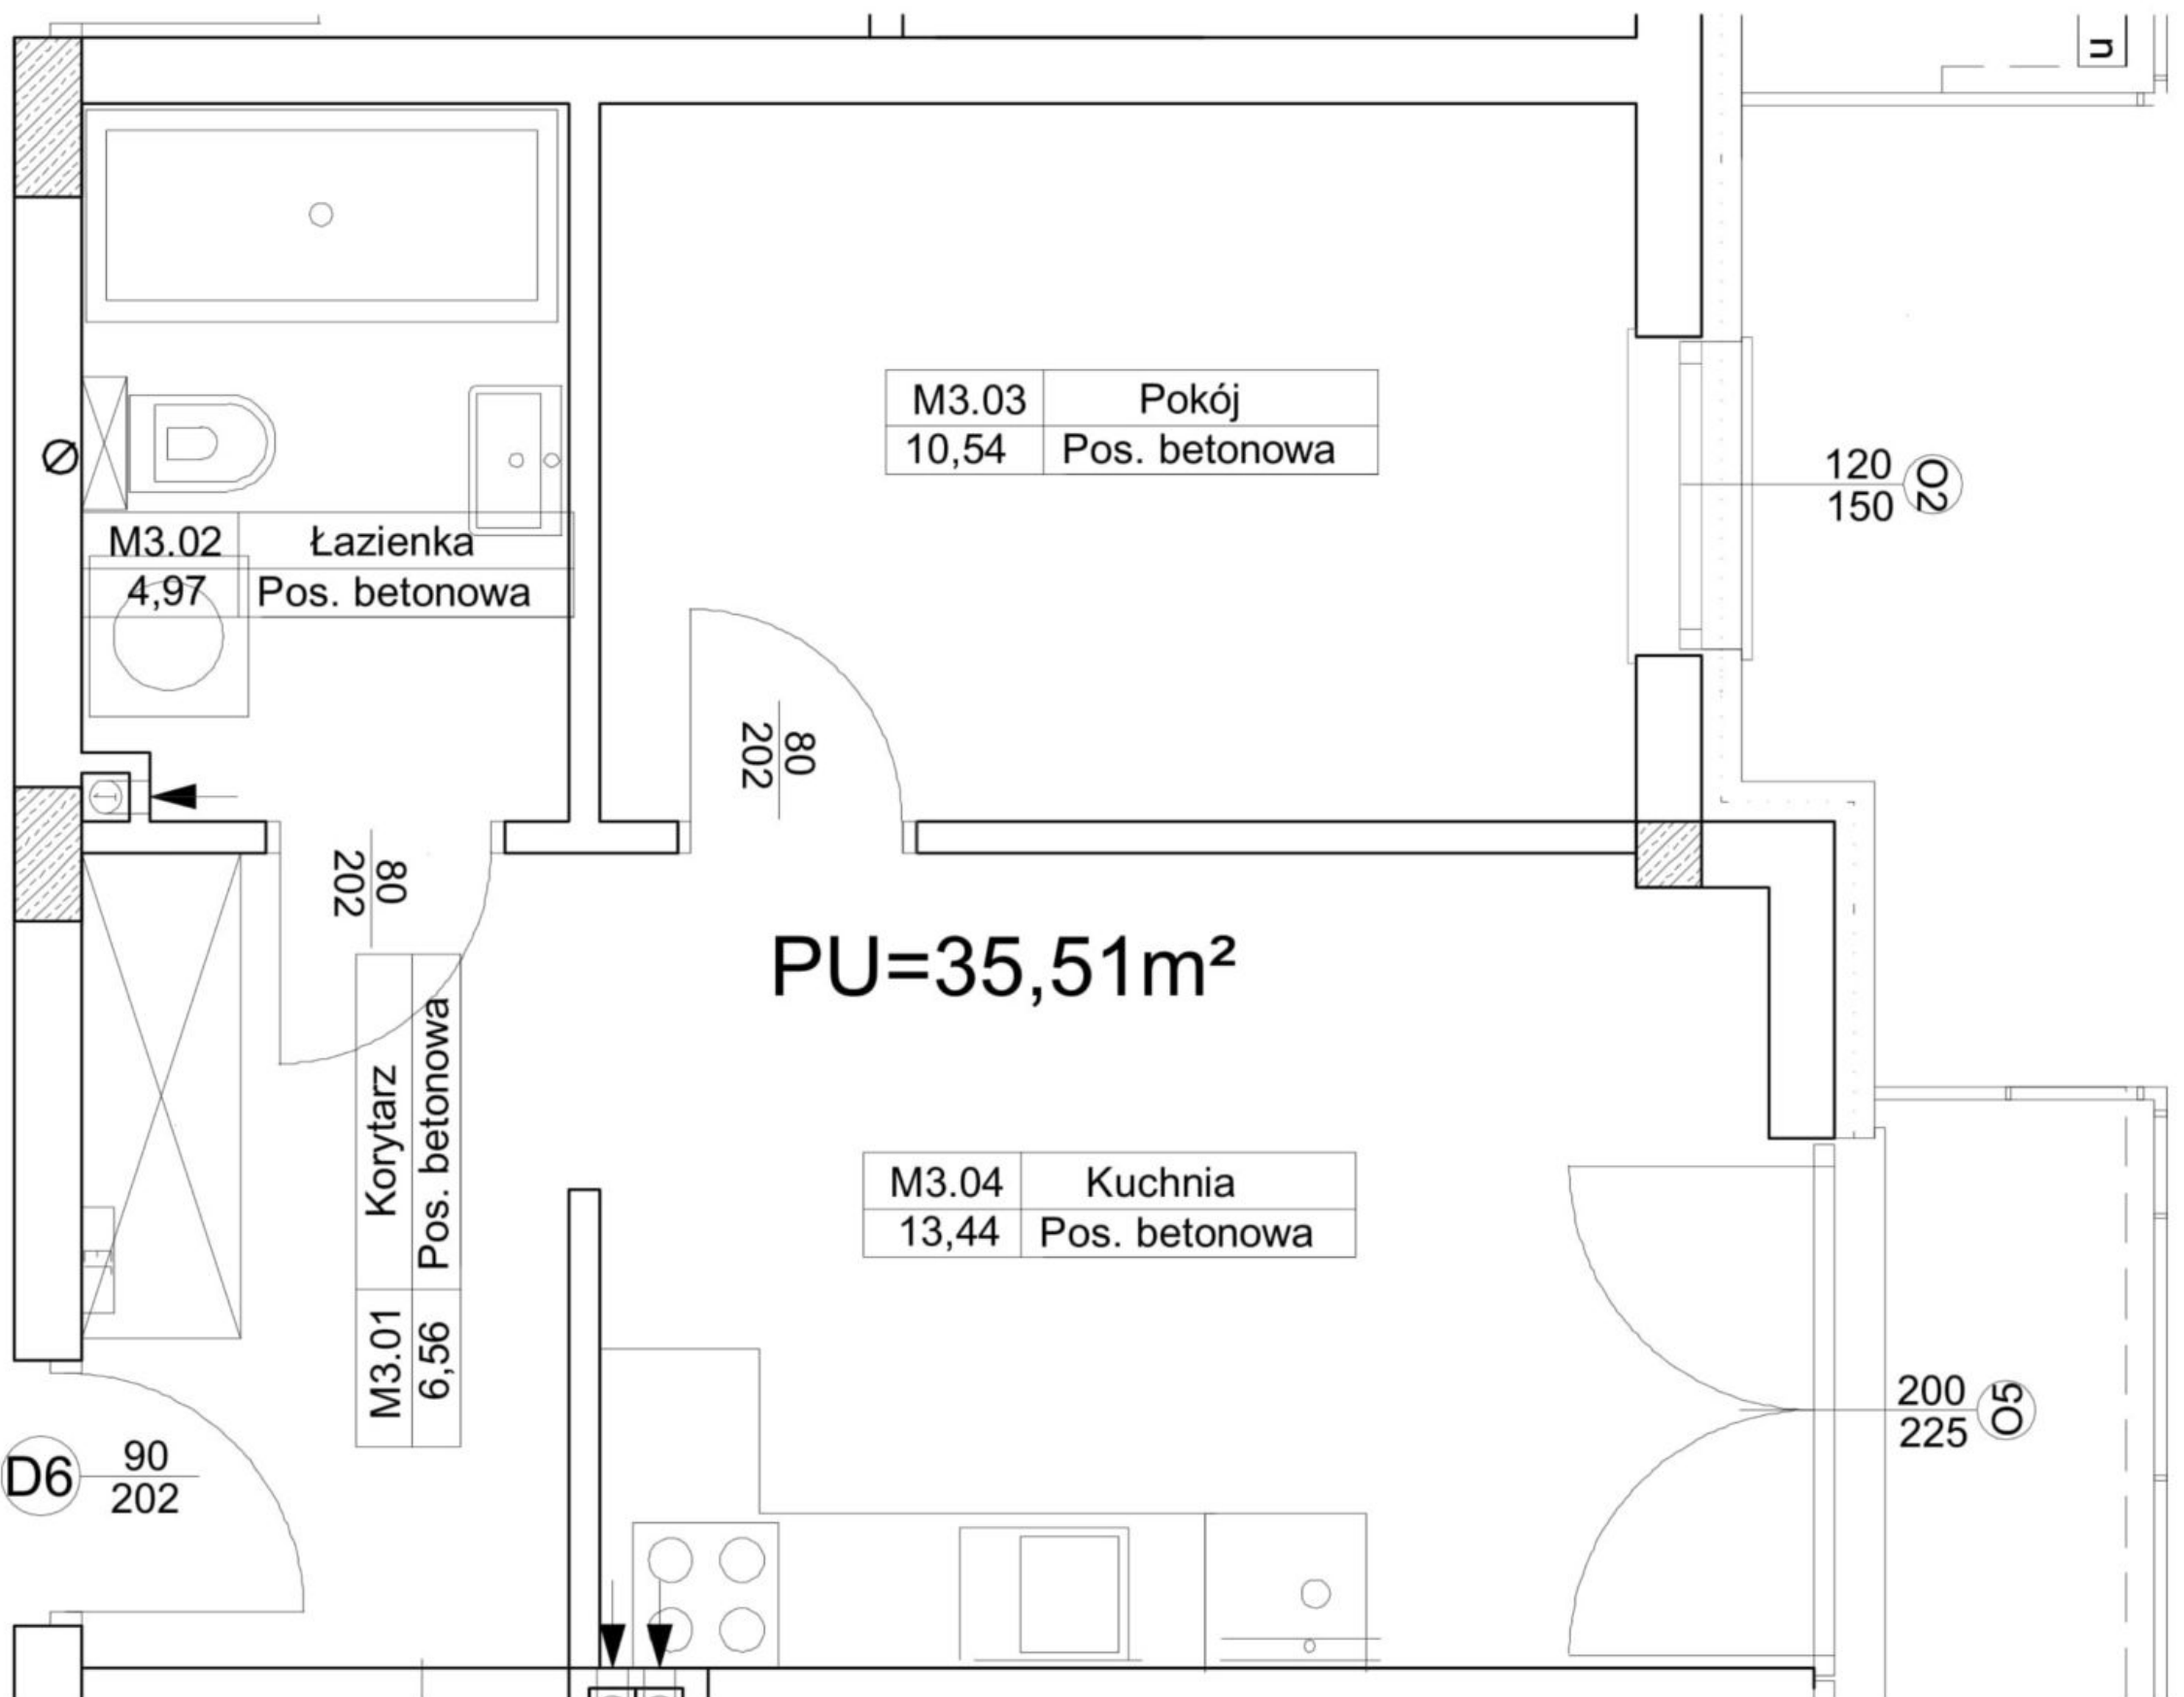 n
M3.03 Pokój
10,54 Pos. betonowa
120
150
O2
M3.02 Łazienka
4,97 Pos. betonowa
80
202
80
202
PU=35,51m²
Korytarz
Pos. betonowa
M3.01
6,56
M3.04 Kuchnia
13,44 Pos. betonowa
200
225
O5
D6
90
202